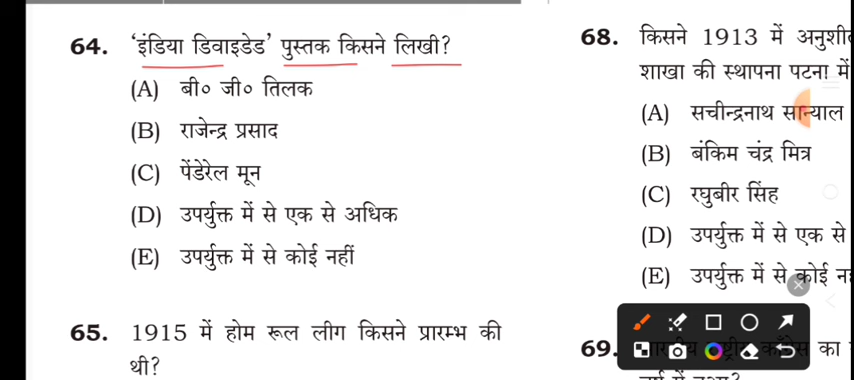 64. ‘इंडिया डिवाइडेड’ पुस्तक किसने लिखी?
(A) बी० जी० तिलक
(B) राजेन्द्र प्रसाद
(C) पेंडेरेल मून
(D) उपर्युक्त में से एक से अधिक
(E) उपर्युक्त में से कोई नहीं
65. 1915 में होम रूल लीग किसने प्रारम्भ की
थी?
68. किसने 1913 में
शाखा की स्थापना पटना में
(A) सचीन्द्रनाथ सान्याल
(B) बंकिम चंद्र मित्र
(C) रघुबीर सिंह
(D) उपर्युक्त में से एक से
(E) उपर्युक्त में से कोई
69. का